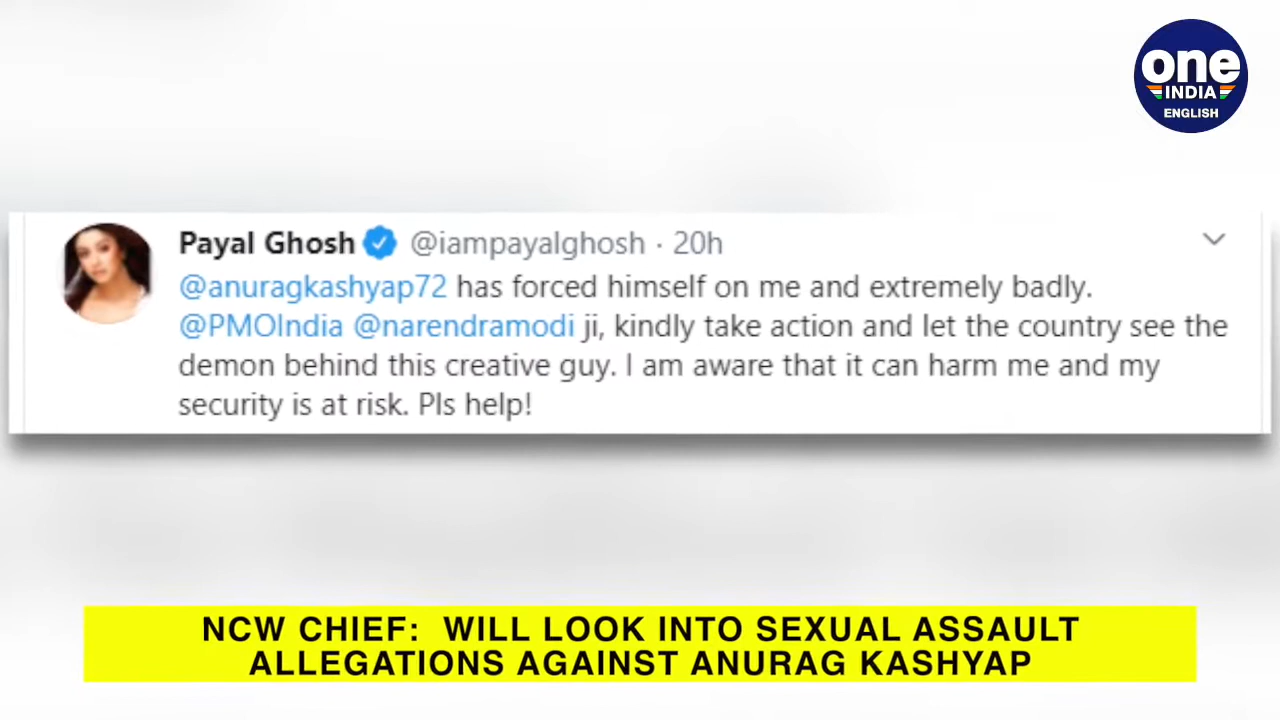 one
INDIA
ENGLISH
Payal Ghosh @iampayalghosh · 20h
@anuragkashyap72 has forced himself on me and extremely badly.
@PMOIndia @narendramodi ji, kindly take action and let the country see the
demon behind this creative guy. I am aware that it can harm me and my
security is at risk. Pls help!
NCW CHIEF: WILL LOOK INTO SEXUAL ASSAULT
ALLEGATIONS AGAINST ANURAG KASHYAP